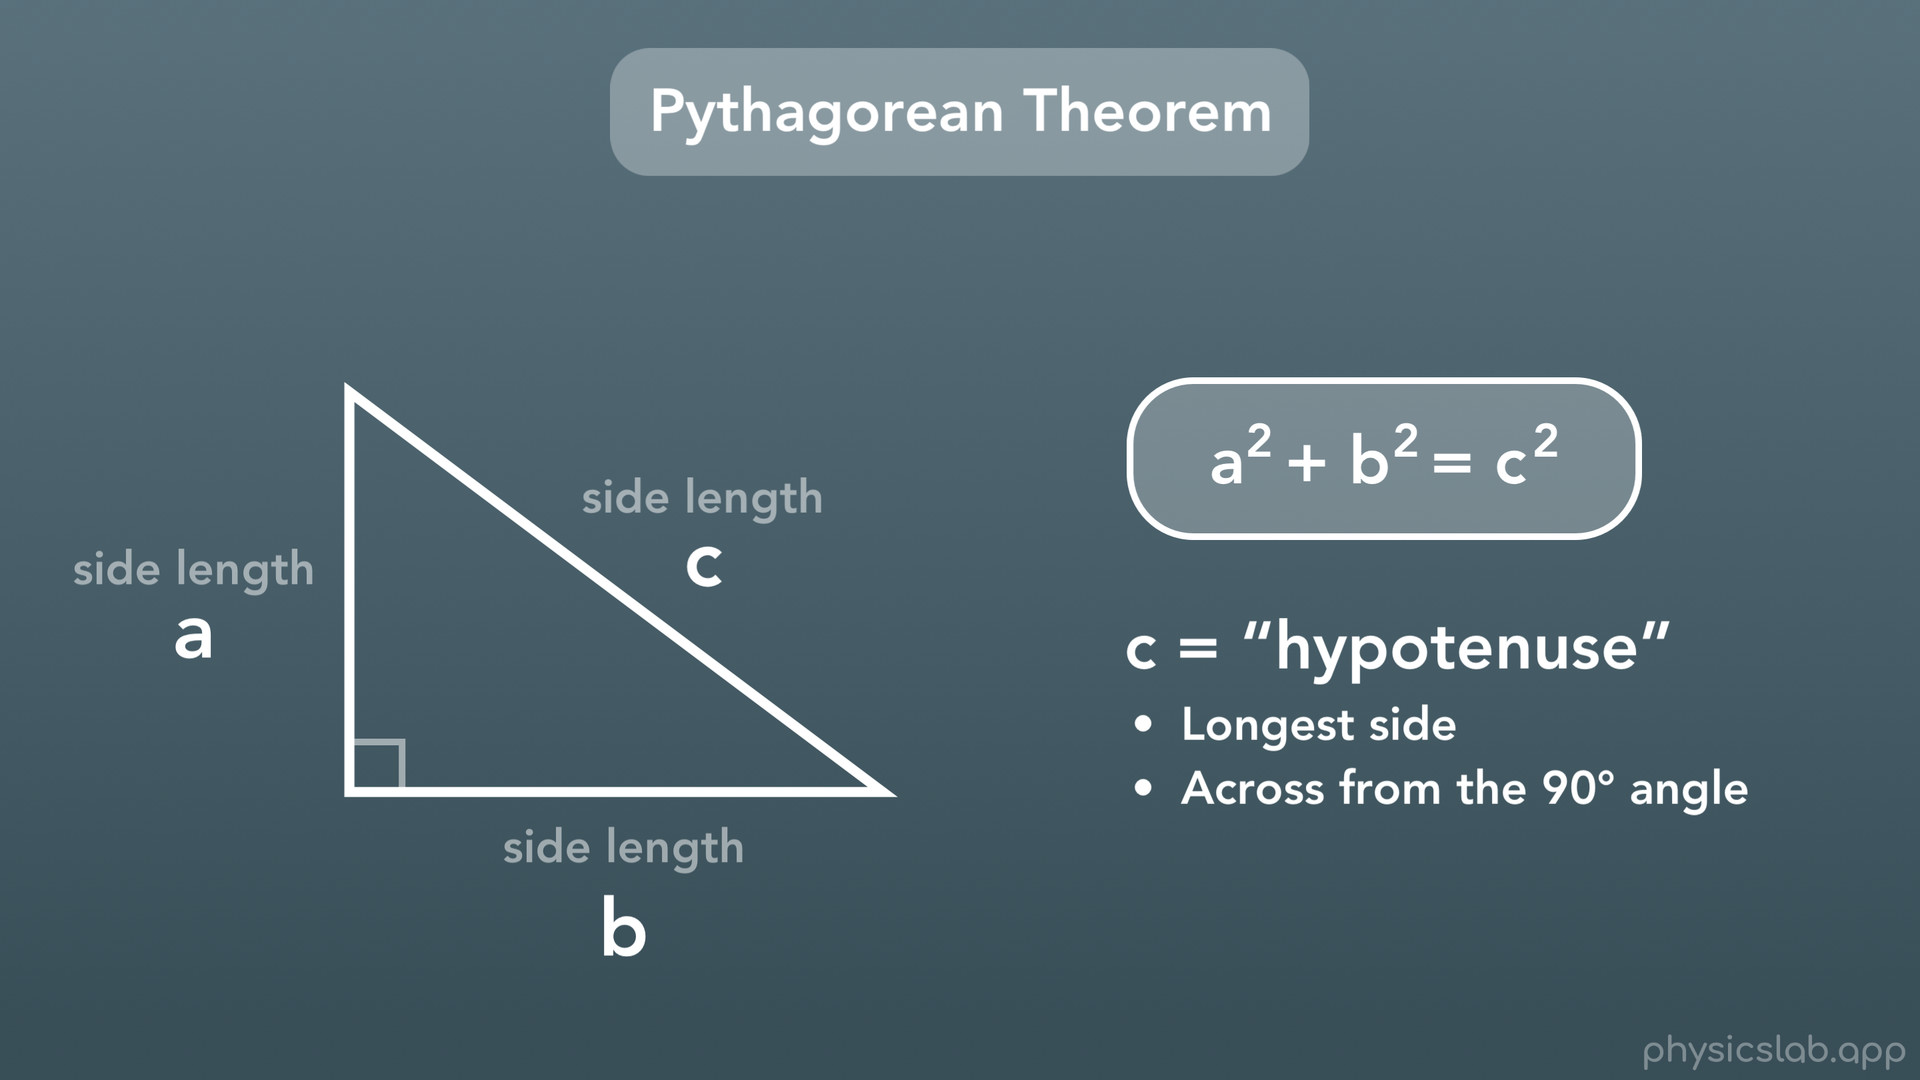 Pythagorean Theorem
side length
a
side length
c
side length
b
a² + b² = c²
c = “hypotenuse”
• Longest side
• Across from the 90° angle
physicslab.app